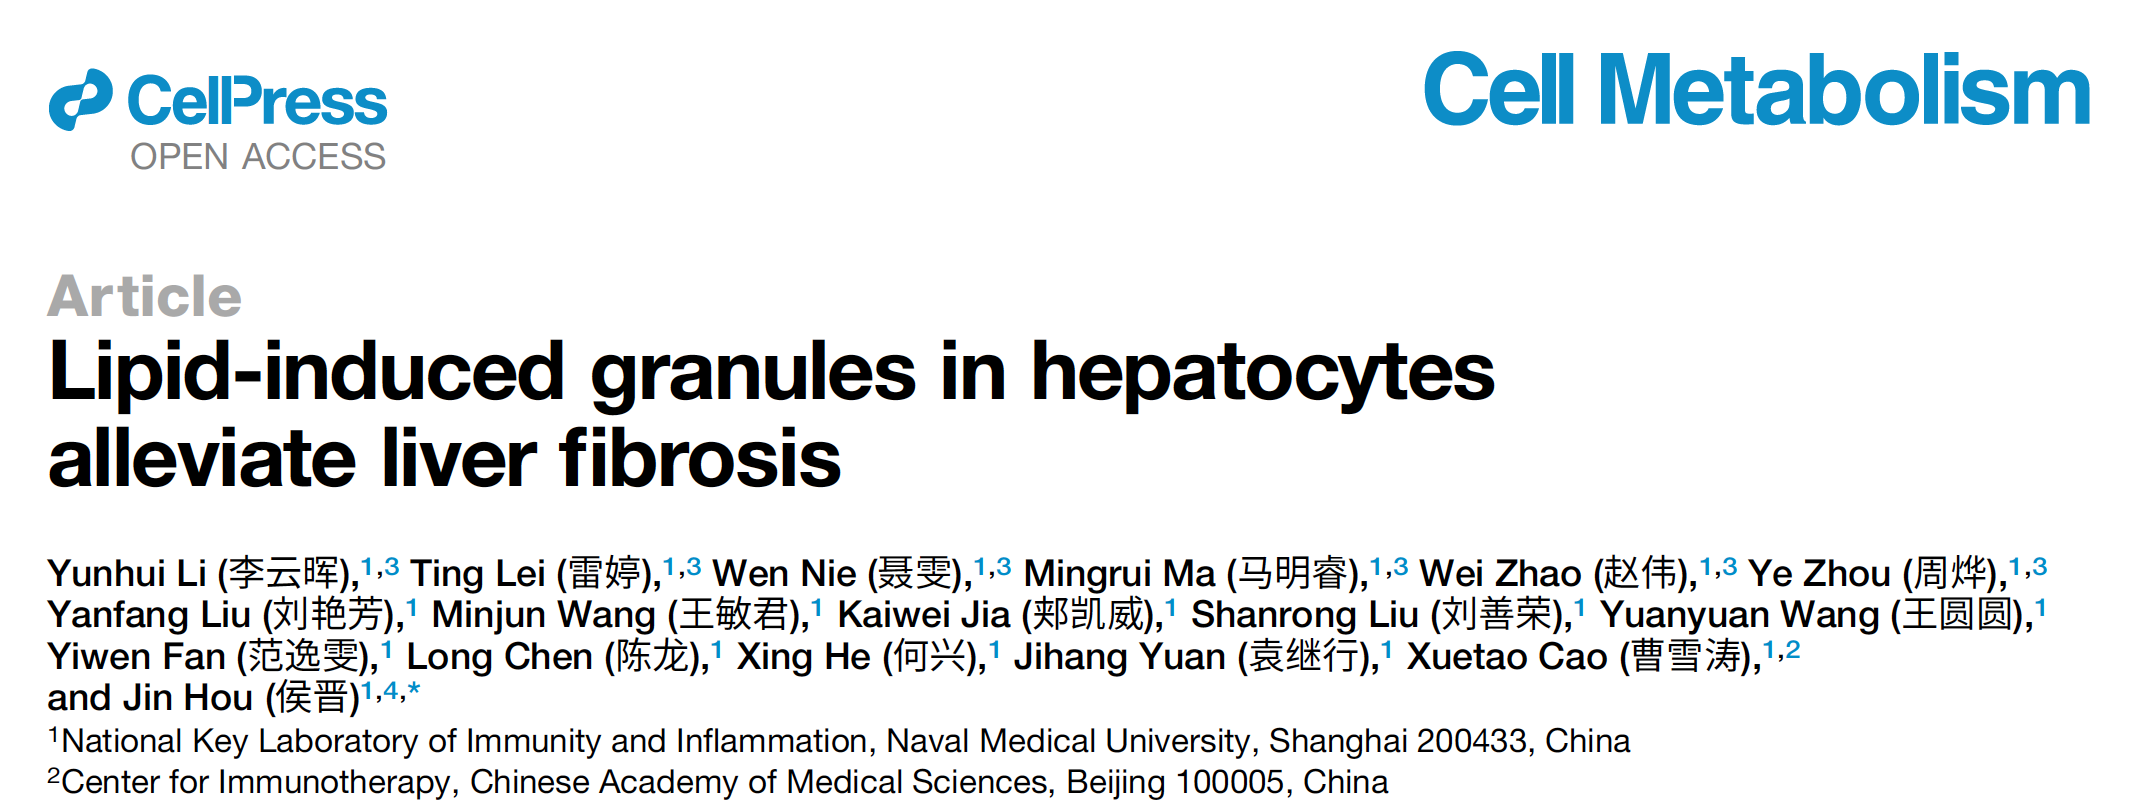 CellPress
OPEN ACCESS
Cell Metabolism
Article
Lipid-induced granules in hepatocytes
alleviate liver fibrosis
Yunhui Li (李云晖),1,3 Ting Lei (雷婷),1,3 Wen Nie (聂雯),1,3 Mingrui Ma (马明睿),1,3 Wei Zhao (赵伟),1,3 Ye Zhou (周烨),1,3
Yanfang Liu (刘艳芳),1 Minjun Wang (王敏君),1 Kaiwei Jia (郏凯威),1 Shanrong Liu (刘善荣),1 Yuanyuan Wang (王圆圆),1
Yiwen Fan (范逸雯),1 Long Chen (陈龙),1 Xing He (何兴),1 Jihang Yuan (袁继行),1 Xuetao Cao (曹雪涛),1,2
and Jin Hou (侯晋)1,4,*
1National Key Laboratory of Immunity and Inflammation, Naval Medical University, Shanghai 200433, China
2Center for Immunotherapy, Chinese Academy of Medical Sciences, Beijing 100005, China